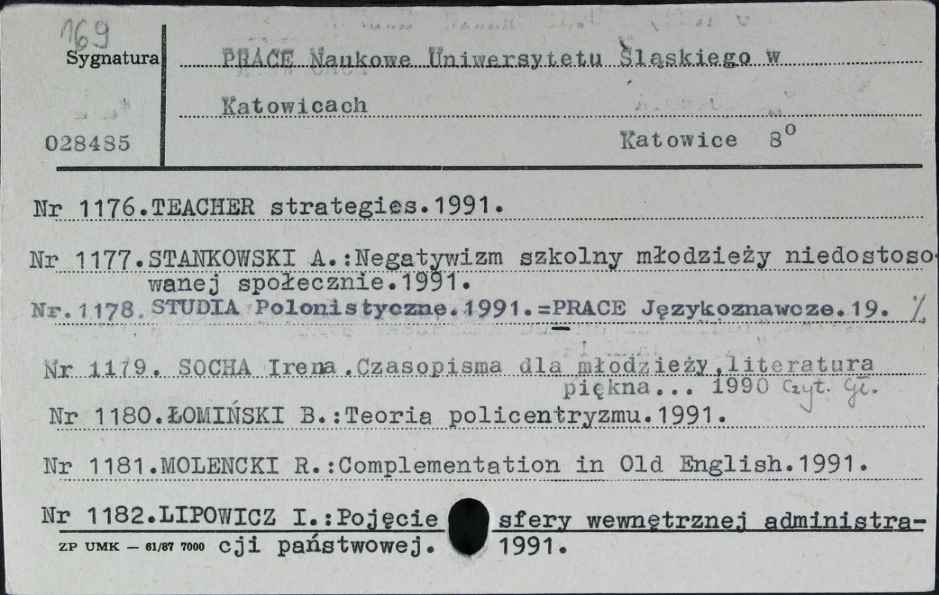 169
Sygnatura
PRACE Naukowe Uniwersytetu Śląskiego w
Katowicach
028485
Katowice 8°
Nr 1176.TEACHER strategies.1991.
Nr 1177.STANKOWSKI A.:Negatywizm szkolny młodzieży niedostoso-
wanej społecznie.1991.
Nr.1178.STUDIA Polonistyczne.1991.=PRACE Językoznawcze.19. %
Nr 1179. SOCHA Irena.Czasopisma dla młodzieży,literatura
piękna... 1990 Czyt. Gł.
Nr 1180.ŁOMIŃSKI B.:Teoria policentryzmu.1991.
Nr 1181.MOLENCKI R.:Complementation in Old English.1991.
Nr 1182.LIPOWICZ I.:Pojęcie sfery wewnętrznej administra-
ZP UMK — 61/87 7000 cji państwowej. 1991.